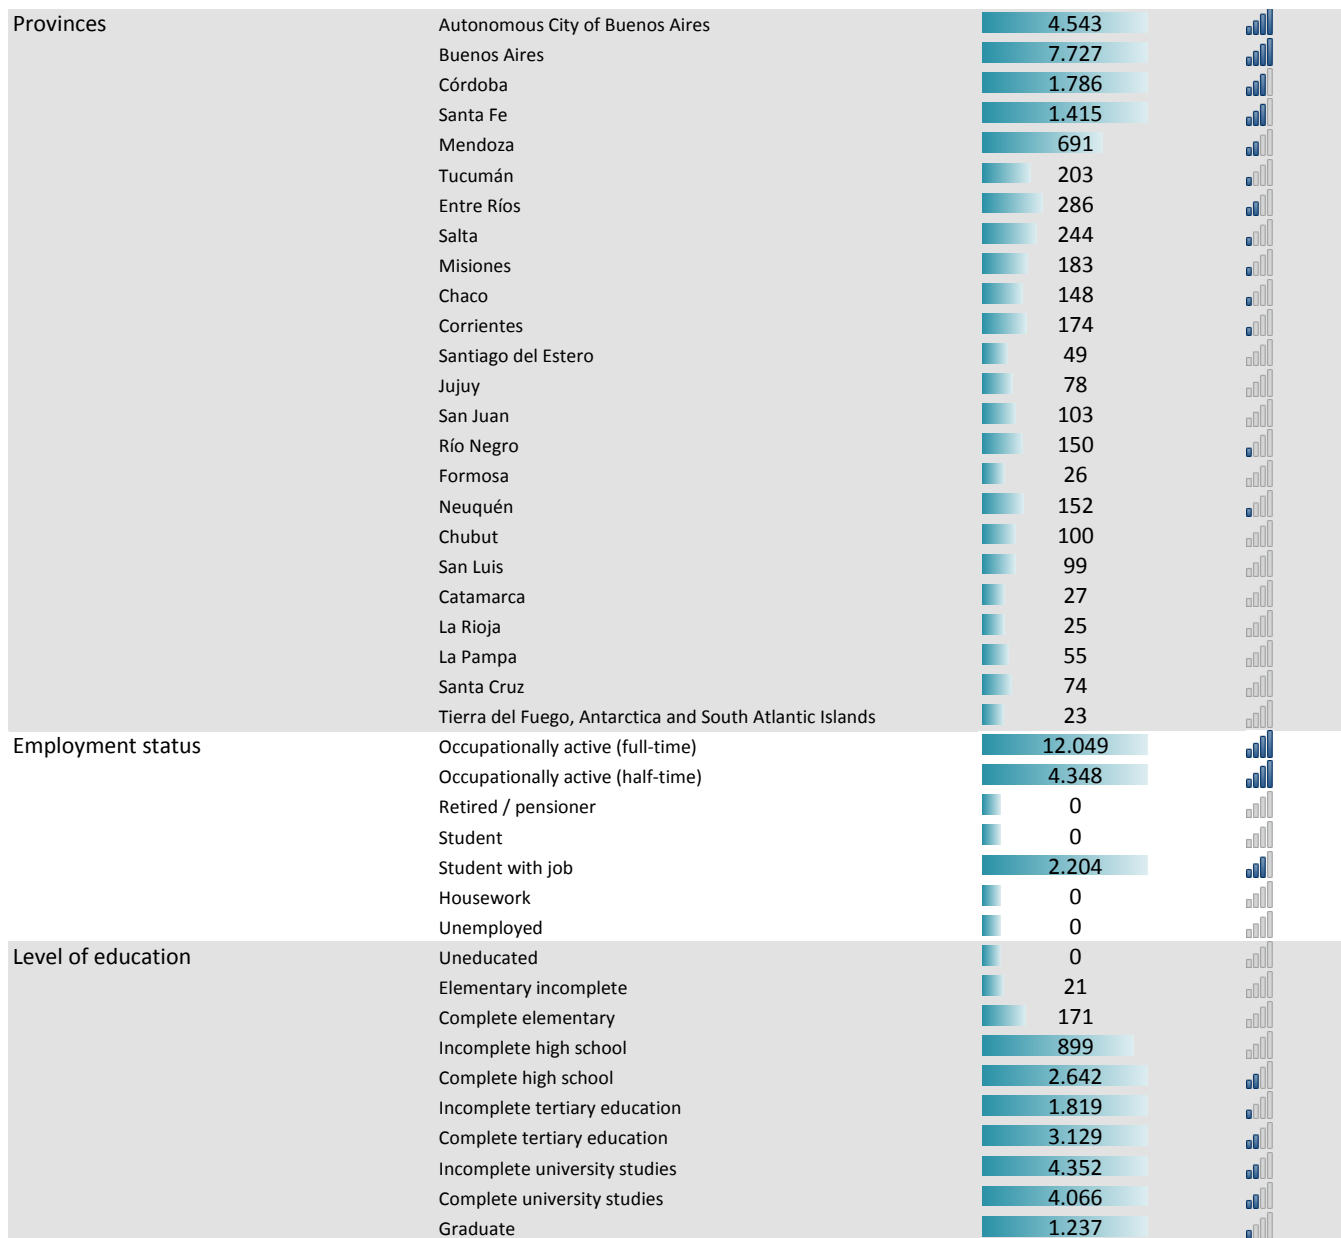 Provinces Autonomous City of Buenos Aires 4.543
Buenos Aires 7.727
Córdoba 1.786
Santa Fe 1.415
Mendoza 691
Tucumán 203
Entre Ríos 286
Salta 244
Misiones 183
Chaco 148
Corrientes 174
Santiago del Estero 49
Jujuy 78
San Juan 103
Río Negro 150
Formosa 26
Neuquén 152
Chubut 100
San Luis 99
Catamarca 27
La Rioja 25
La Pampa 55
Santa Cruz 74
Tierra del Fuego, Antarctica and South Atlantic Islands 23
Employment status Occupationally active (full-time) 12.049
Occupationally active (half-time) 4.348
Retired / pensioner 0
Student 0
Student with job 2.204
Housework 0
Unemployed 0
Level of education Uneducated 0
Elementary incomplete 21
Complete elementary 171
Incomplete high school 899
Complete high school 2.642
Incomplete tertiary education 1.819
Complete tertiary education 3.129
Incomplete university studies 4.352
Complete university studies 4.066
Graduate 1.237